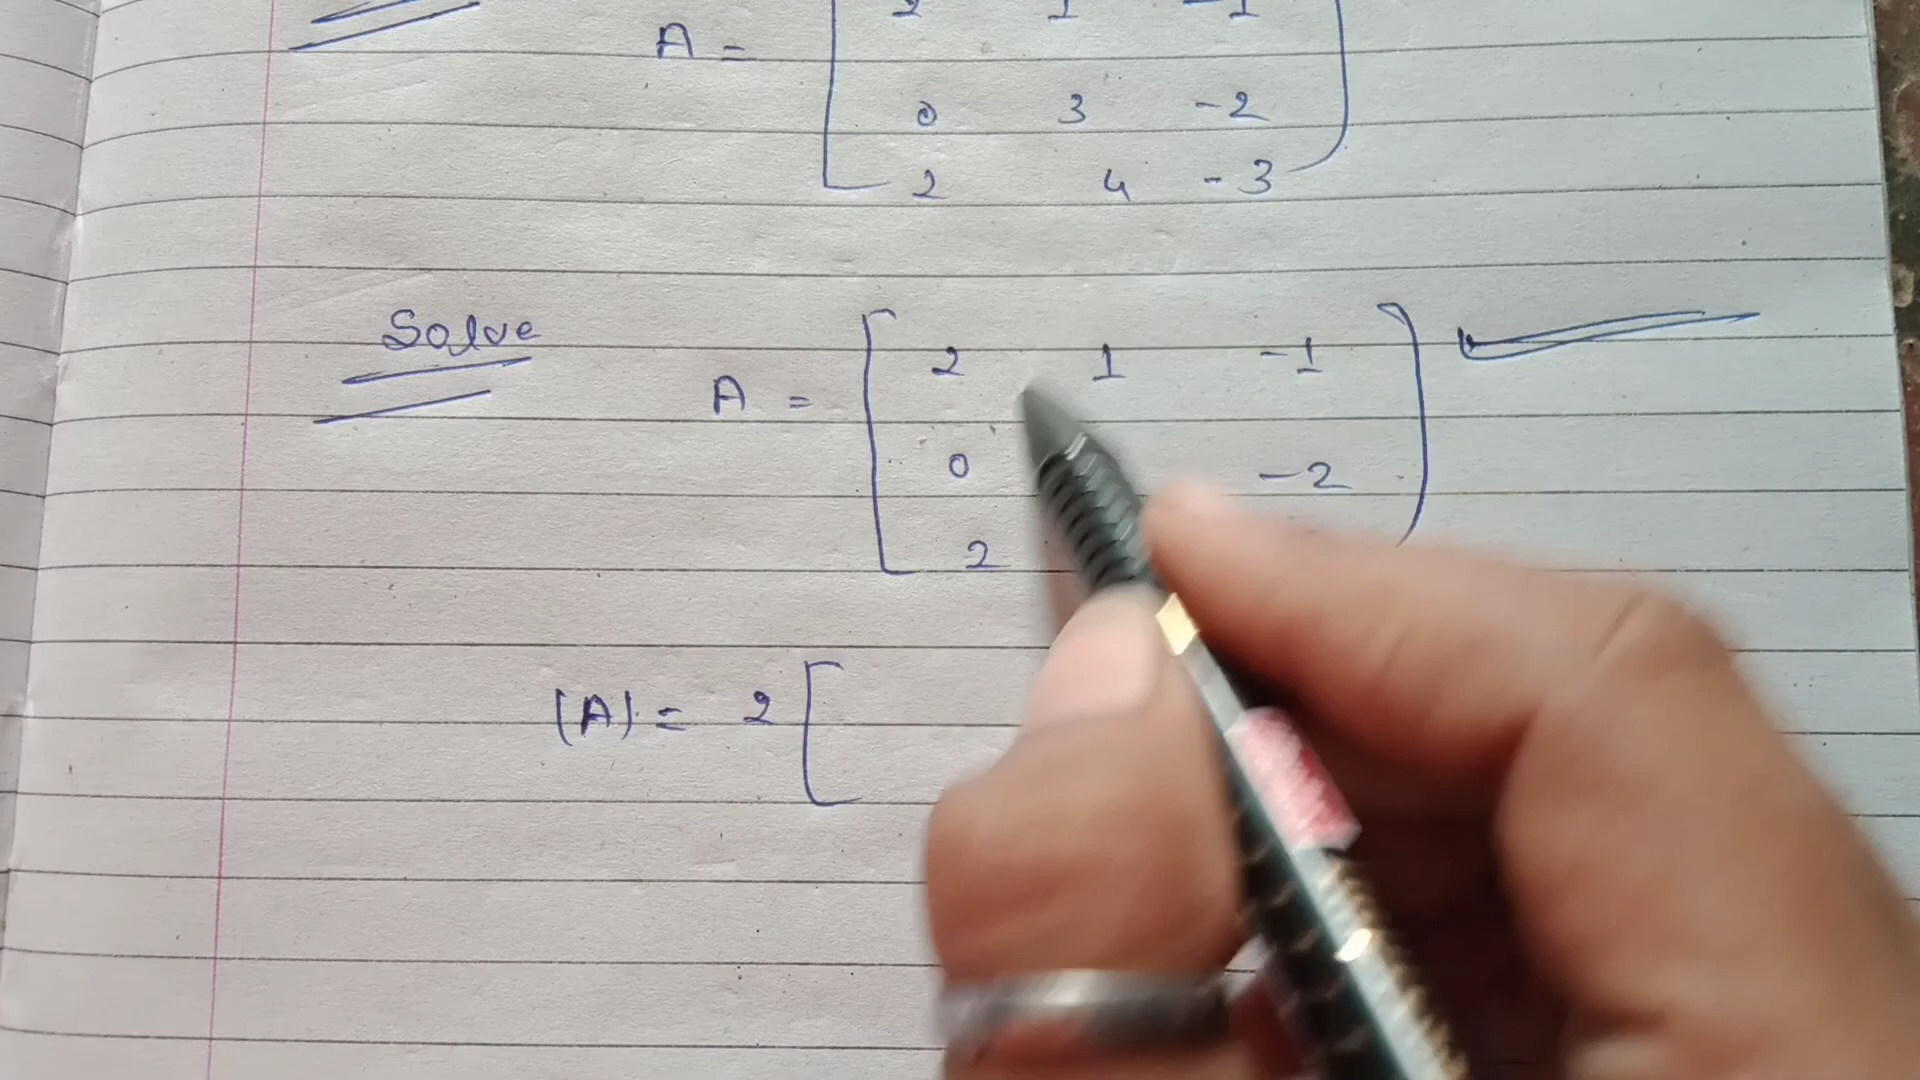 2 1 -1
A =
0 3 -2
2 4 -3
Solve
A = 2 1 -1
0 -2
2
|A| = 2 [